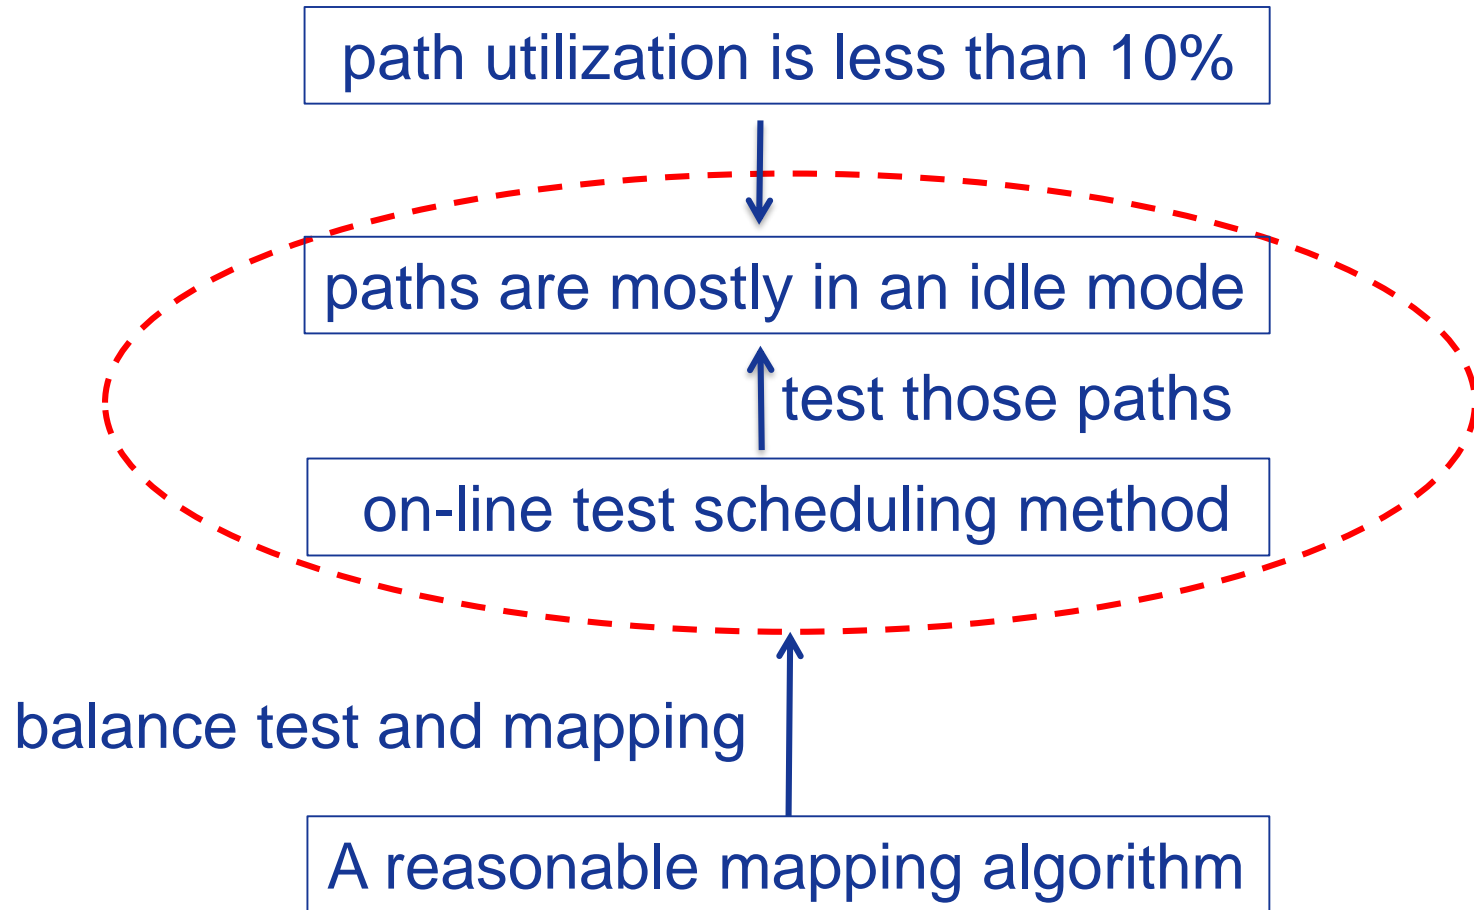 path utilization is less than 10%
paths are mostly in an idle mode
test those paths
on-line test scheduling method
balance test and mapping
A reasonable mapping algorithm